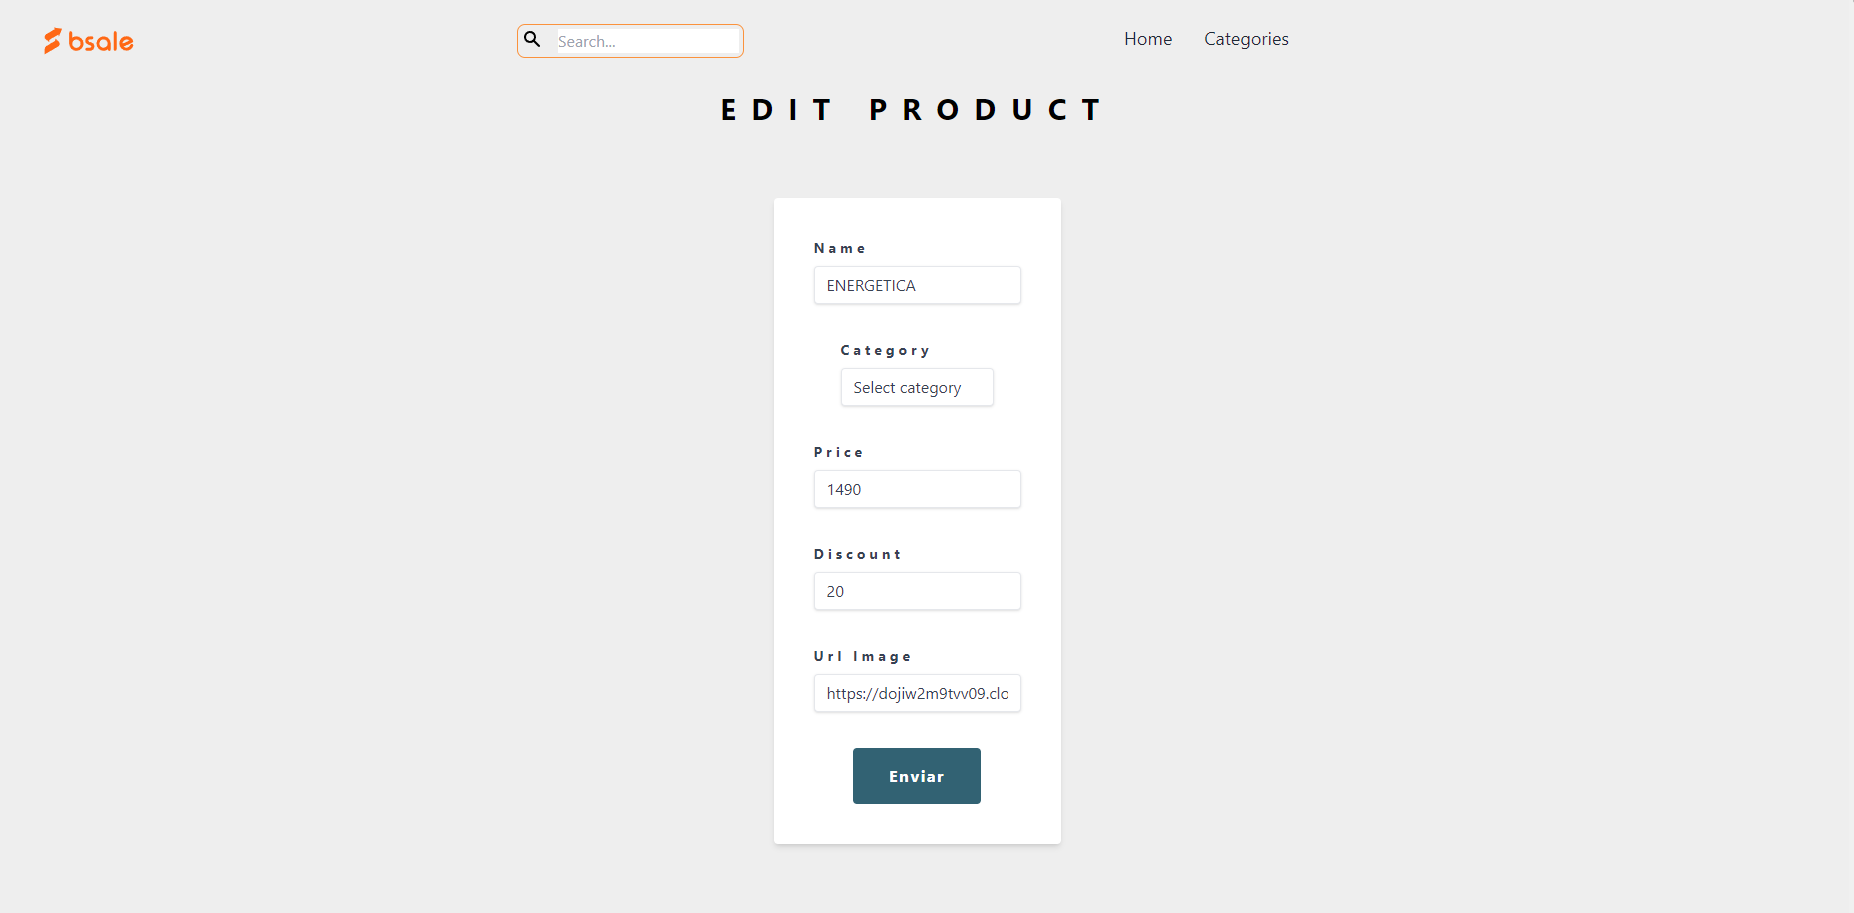 bsale
Search...
Home
Categories
EDIT PRODUCT
Name
ENERGETICA
Category
Select category
Price
1490
Discount
20
Url Image
https://dojiw2m9tvv09.clo
Enviar